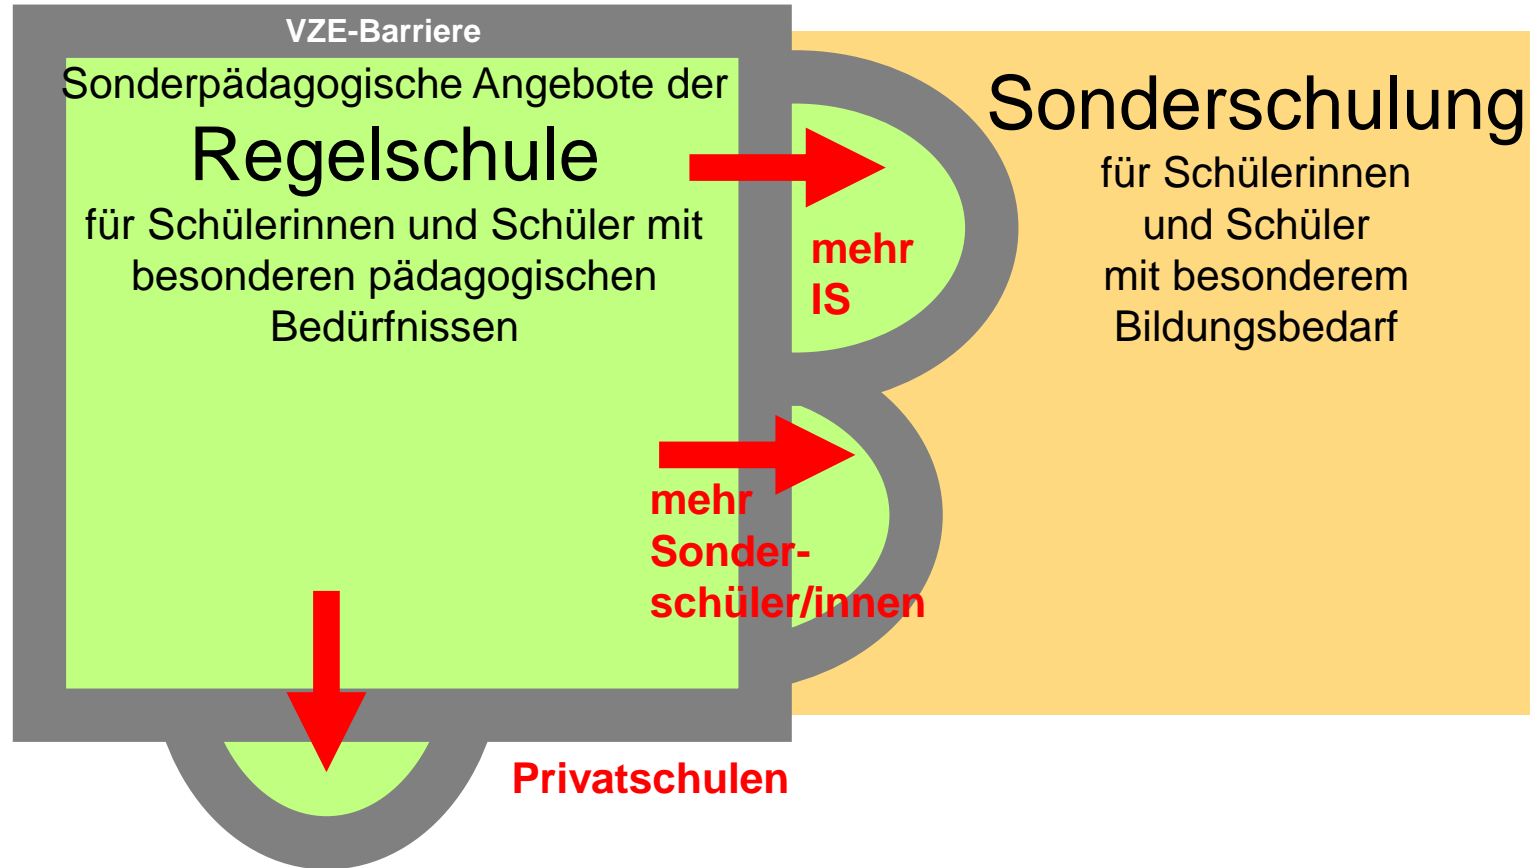 VZE-Barriere
Sonderpädagogische Angebote der
Regelschule
für Schülerinnen und Schüler mit
besonderen pädagogischen
Bedürfnissen
mehr
IS
mehr
Sonder-
schüler/innen
Privatschulen
Sonderschulung
für Schülerinnen
und Schüler
mit besonderem
Bildungsbedarf